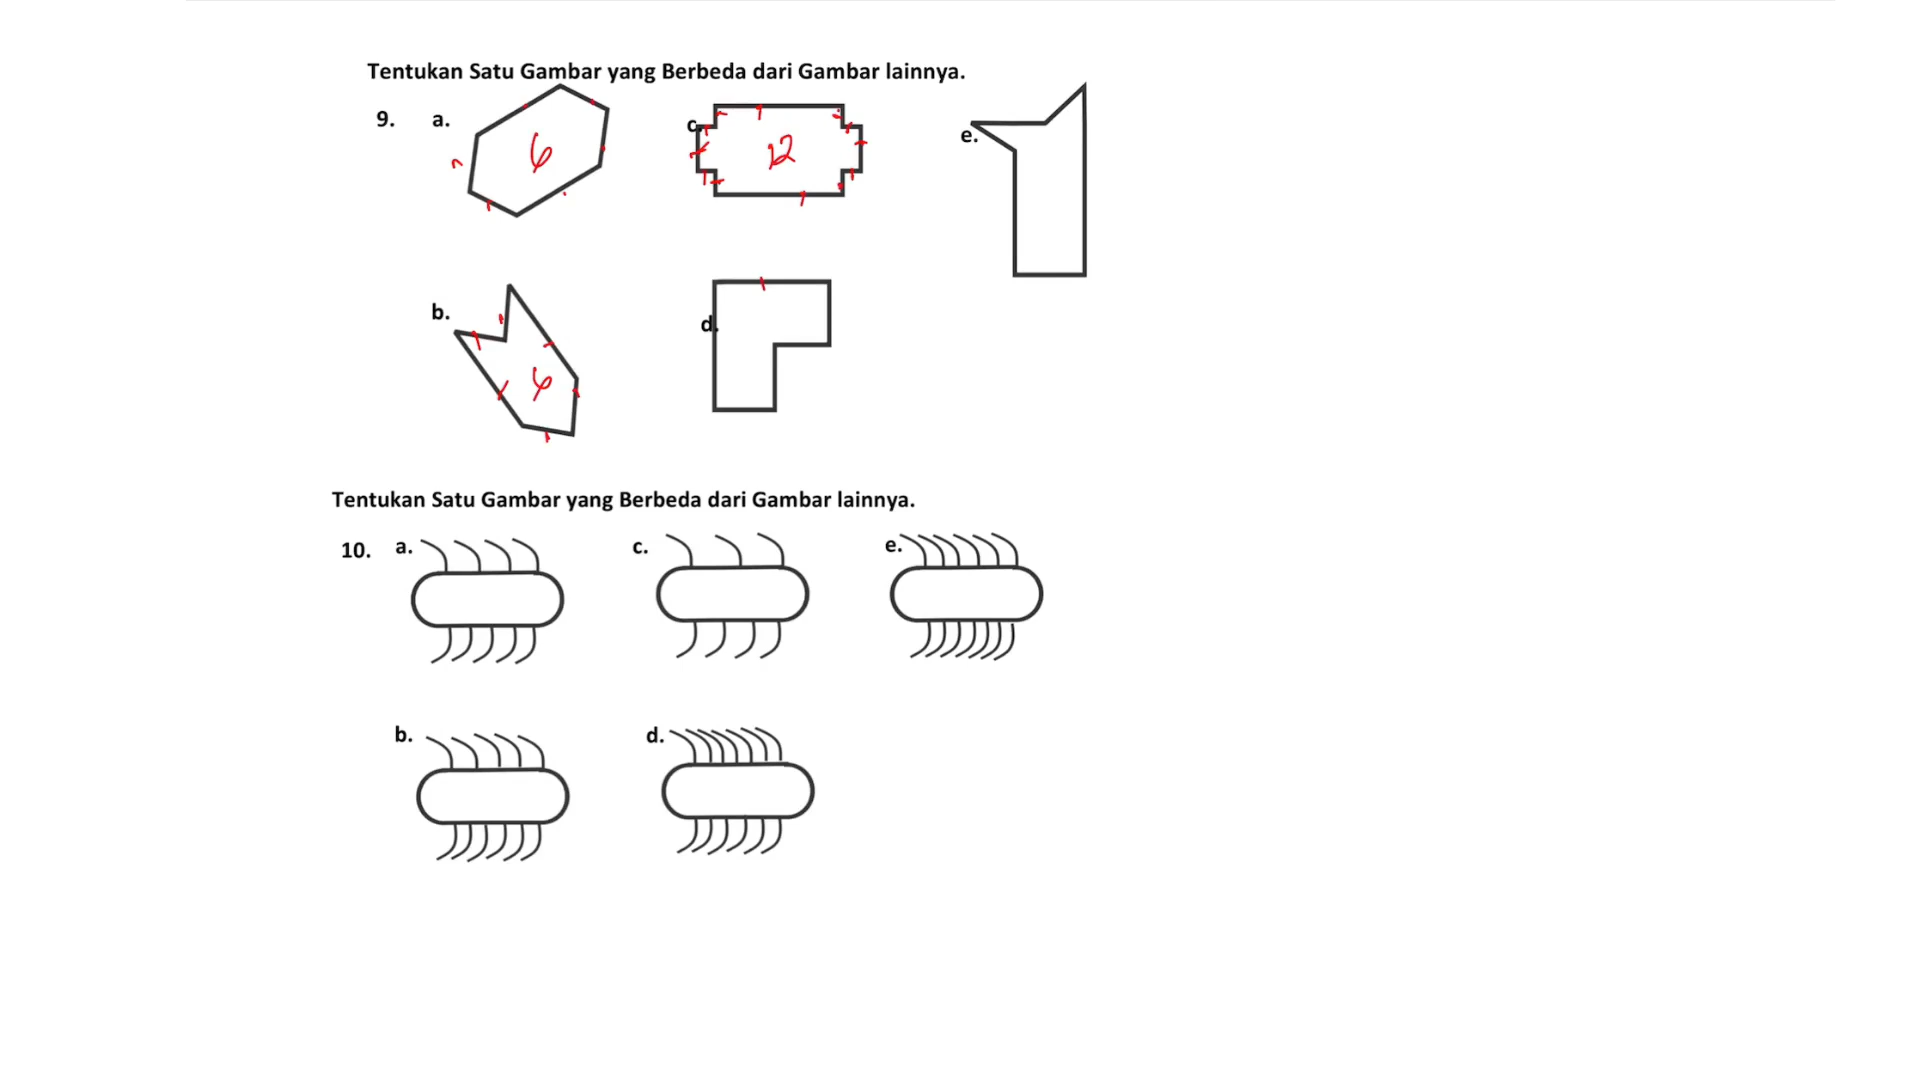 Tentukan Satu Gambar yang Berbeda dari Gambar lainnya.
9. a. 6 c. 12 e.
b. 6 d.
Tentukan Satu Gambar yang Berbeda dari Gambar lainnya.
10. a. c. e.
b. d.